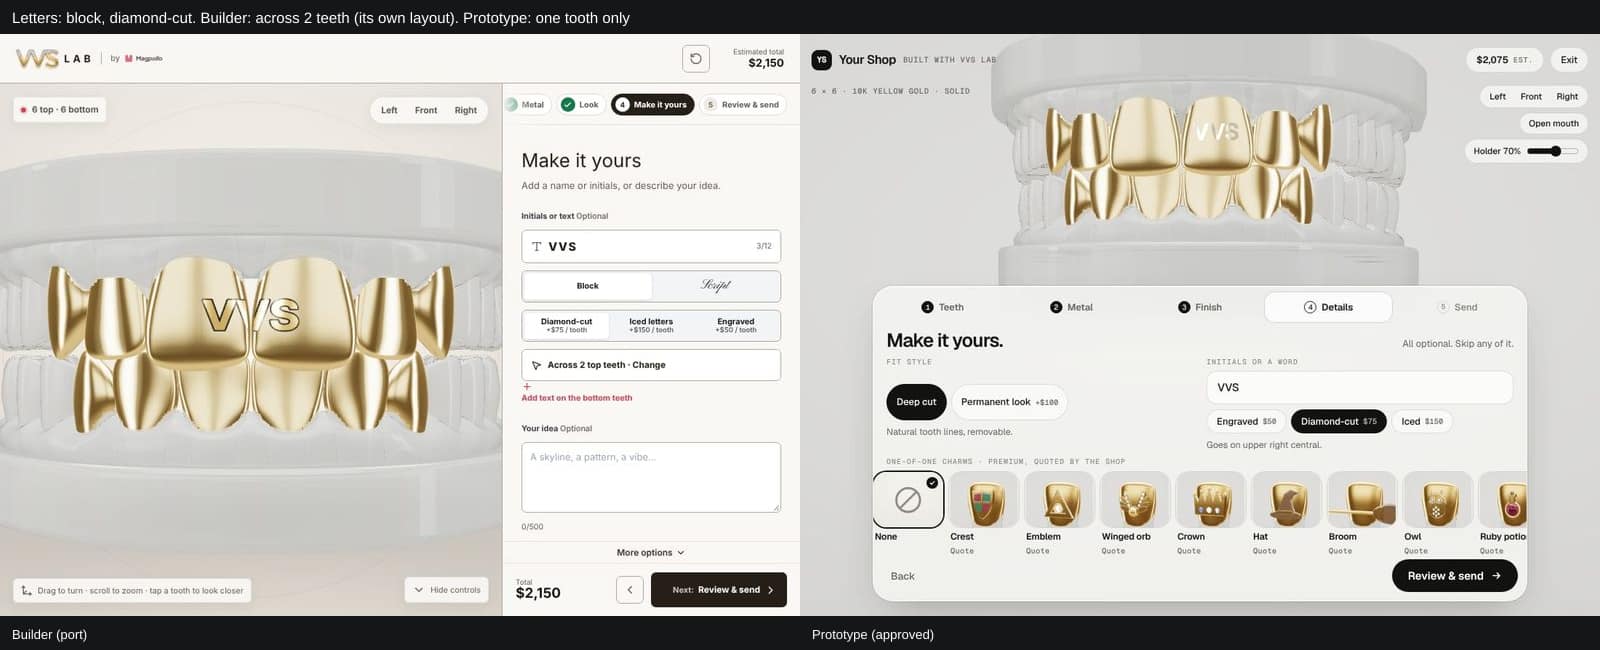 Letters: block, diamond-cut. Builder: across 2 teeth (its own layout). Prototype: one tooth only
VVS LAB by Magpullo
Estimated total
$2,150
6 top · 6 bottom
Left Front Right
Metal Look 4 Make it yours 5 Review & send
Make it yours
Add a name or initials, or describe your idea.
Initials or text Optional
T VVS 3/12
Block Script
Diamond-cut Iced letters Engraved
+$75 / tooth +$150 / tooth +$50 / tooth
Across 2 top teeth · Change
+
Add text on the bottom teeth
Your idea Optional
A skyline, a pattern, a vibe...
0/500
More options
VVS
Drag to turn · scroll to zoom · tap a tooth to look closer
Hide controls
Total
$2,150
Next: Review & send
Builder (port)
YS Your Shop BUILT WITH VVS LAB
$2,075 EST. Exit
6 × 6 · 10K YELLOW GOLD · SOLID
Left Front Right
Open mouth
Holder 70%
VVS
1 Teeth 2 Metal 3 Finish 4 Details 5 Send
Make it yours.
All optional. Skip any of it.
FIT STYLE
Deep cut Permanent look +$100
Natural tooth lines, removable.
INITIALS OR A WORD
VVS
Engraved $50 Diamond-cut $75 Iced $150
Goes on upper right central.
ONE-OF-ONE CHARMS · PREMIUM, QUOTED BY THE SHOP
None Crest Emblem Winged orb Crown Hat Broom Owl Ruby potio
Quote Quote Quote Quote Quote Quote Quote Quote
Back
Review & send
Prototype (approved)